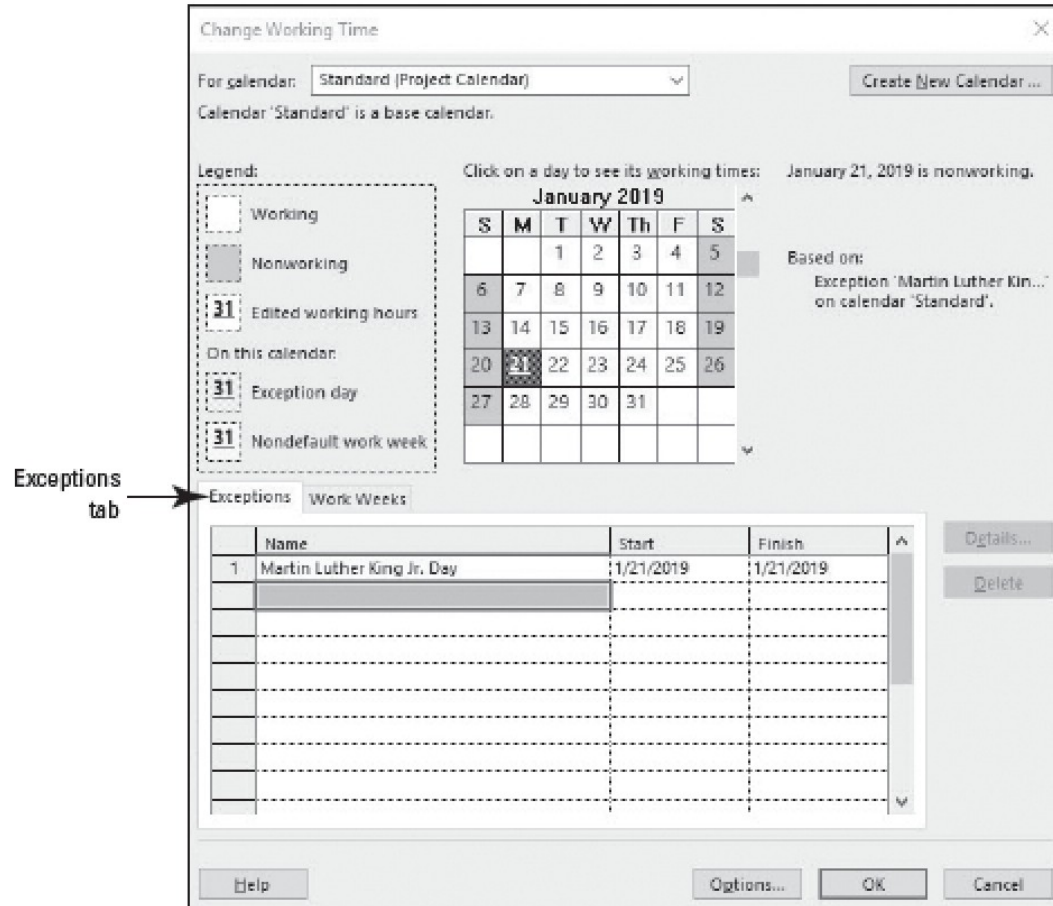 Change Working Time
For calendar: Standard (Project Calendar)
Create New Calendar ...
Calendar 'Standard' is a base calendar.
Legend:
Working
Nonworking
31 Edited working hours
On this calendar:
31 Exception day
31 Nondefault work week
Click on a day to see its working times:
January 2019
S M T W Th F S
1 2 3 4 5
6 7 8 9 10 11 12
13 14 15 16 17 18 19
20 21 22 23 24 25 26
27 28 29 30 31
January 21, 2019 is nonworking.
Based on:
Exception 'Martin Luther Kin...'
on calendar 'Standard'.
Exceptions
tab
Exceptions Work Weeks
Name Start Finish
1 Martin Luther King Jr. Day 1/21/2019 1/21/2019
Details...
Delete
Help
Options...
OK
Cancel